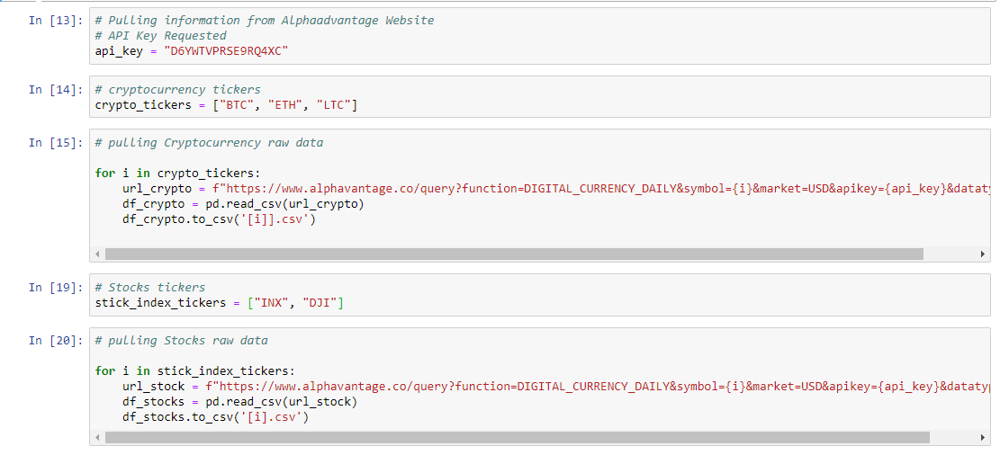 In [13]: # Pulling information from Alphaadvantage Website
# API Key Requested
api_key = "D6YWTVPRSE9RQ4XC"
In [14]: # cryptocurrency tickers
crypto_tickers = ["BTC", "ETH", "LTC"]
In [15]: # pulling Cryptocurrency raw data
for i in crypto_tickers:
url_crypto = f"https://www.alphavantage.co/query?function=DIGITAL_CURRENCY_DAILY&symbol={i}&market=USD&apikey={api_key}&dataty
df_crypto = pd.read_csv(url_crypto)
df_crypto.to_csv('[i]].csv')
In [19]: # Stocks tickers
stick_index_tickers = ["INX", "DJI"]
In [20]: # pulling Stocks raw data
for i in stick_index_tickers:
url_stock = f"https://www.alphavantage.co/query?function=DIGITAL_CURRENCY_DAILY&symbol={i}&market=USD&apikey={api_key}&dataty
df_stocks = pd.read_csv(url_stock)
df_stocks.to_csv('[i].csv')